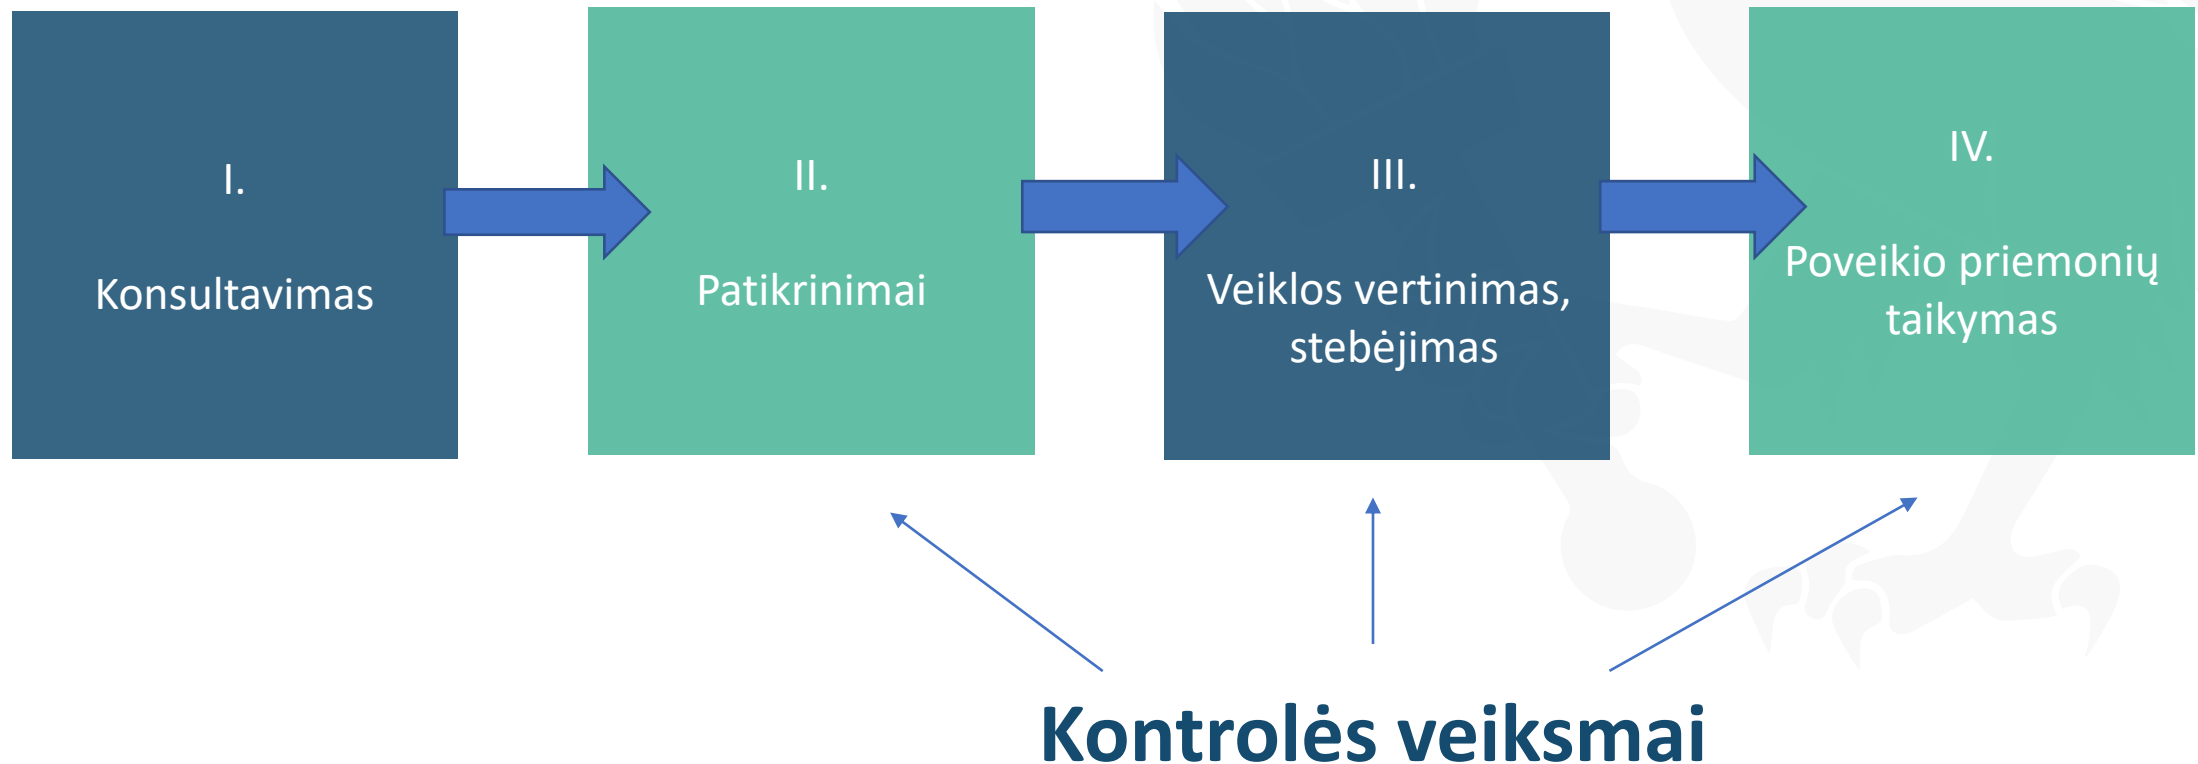 I.
Konsultavimas
II.
Patikrinimai
III.
Veiklos vertinimas,
stebėjimas
IV.
Poveikio priemonių
taikymas
Kontrolės veiksmai